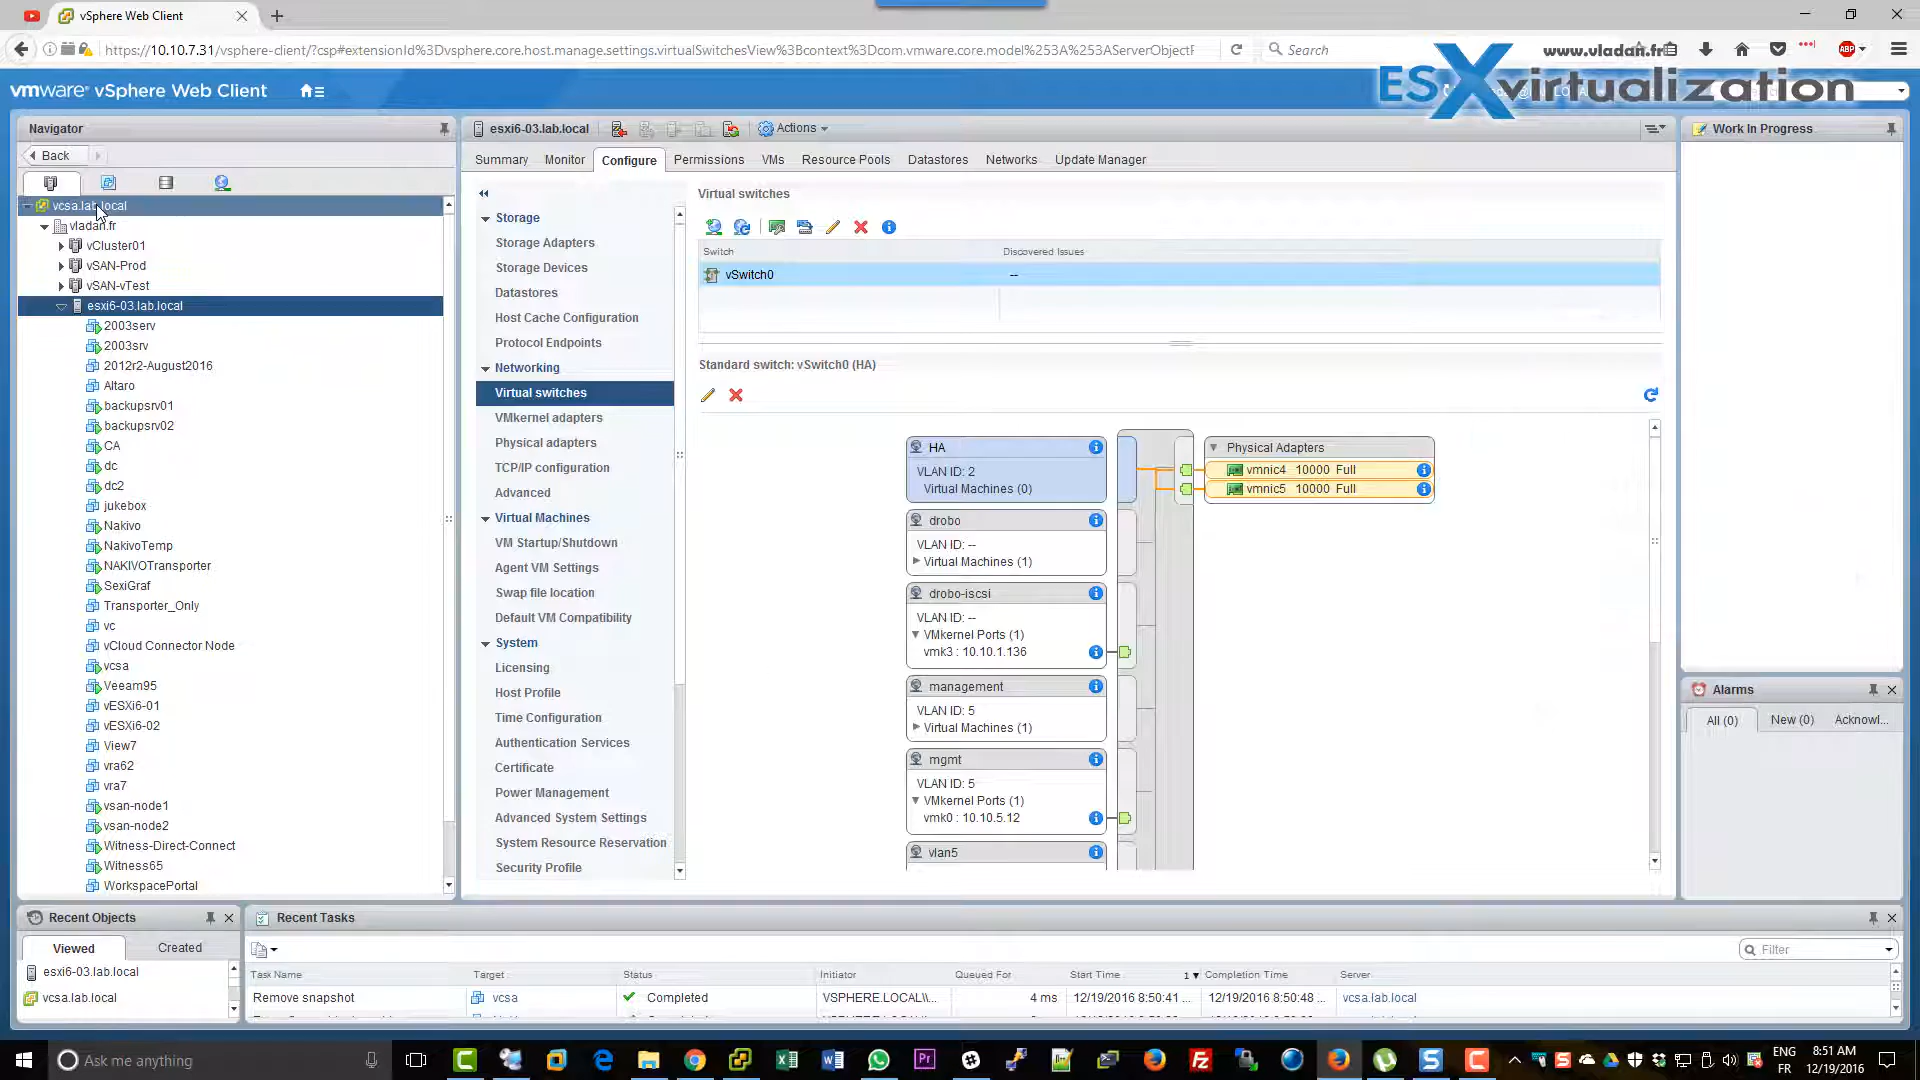 vSphere Web Client
https://10.10.7.31/vsphere-client/?csp#extensionId%3Dvsphere.core.host.manage.settings.virtualSwitchesView%3Bcontext%3Dcom.vmware.core.model%253A%253AServerObjectF
Search
www.vladan.fr
ABP
ESXvirtualization
vmware® vSphere Web Client
Navigator
esxi6-03.lab.local
Actions
Work In Progress
Back
Summary
Monitor
Configure
Permissions
VMs
Resource Pools
Datastores
Networks
Update Manager
vcsa.lab.local
vladan.fr
vCluster01
vSAN-Prod
vSAN-vTest
esxi6-03.lab.local
2003serv
2003srv
2012r2-August2016
Altaro
backupsrv01
backupsrv02
CA
dc
dc2
jukebox
Nakivo
NakivoTemp
NAKIVOTransporter
SexiGraf
Transporter_Only
vc
vCloud Connector Node
vcsa
Veeam95
vESXi6-01
vESXi6-02
View7
vra62
vra7
vsan-node1
vsan-node2
Witness-Direct-Connect
Witness65
WorkspacePortal
Storage
Storage Adapters
Storage Devices
Datastores
Host Cache Configuration
Protocol Endpoints
Networking
Virtual switches
VMkernel adapters
Physical adapters
TCP/IP configuration
Advanced
Virtual Machines
VM Startup/Shutdown
Agent VM Settings
Swap file location
Default VM Compatibility
System
Licensing
Host Profile
Time Configuration
Authentication Services
Certificate
Power Management
Advanced System Settings
System Resource Reservation
Security Profile
Virtual switches
Switch
Discovered Issues
vSwitch0
--
Standard switch: vSwitch0 (HA)
HA
VLAN ID: 2
Virtual Machines (0)
Physical Adapters
vmnic4 10000 Full
vmnic5 10000 Full
drobo
VLAN ID: --
Virtual Machines (1)
drobo-iscsi
VLAN ID: --
VMkernel Ports (1)
vmk3 : 10.10.1.136
management
VLAN ID: 5
Virtual Machines (1)
mgmt
VLAN ID: 5
VMkernel Ports (1)
vmk0 : 10.10.5.12
vlan5
Alarms
All (0)
New (0)
Acknowl...
Recent Objects
Viewed
Created
esxi6-03.lab.local
vcsa.lab.local
Recent Tasks
Filter
Task Name
Target
Status
Initiator
Queued For
Start Time
1
Completion Time
Server
Remove snapshot
vcsa
Completed
VSPHERE.LOCAL\\...
4 ms
12/19/2016 8:50:41 ...
12/19/2016 8:50:48 ...
vcsa.lab.local
Ask me anything
ENG
FR
8:51 AM
12/19/2016